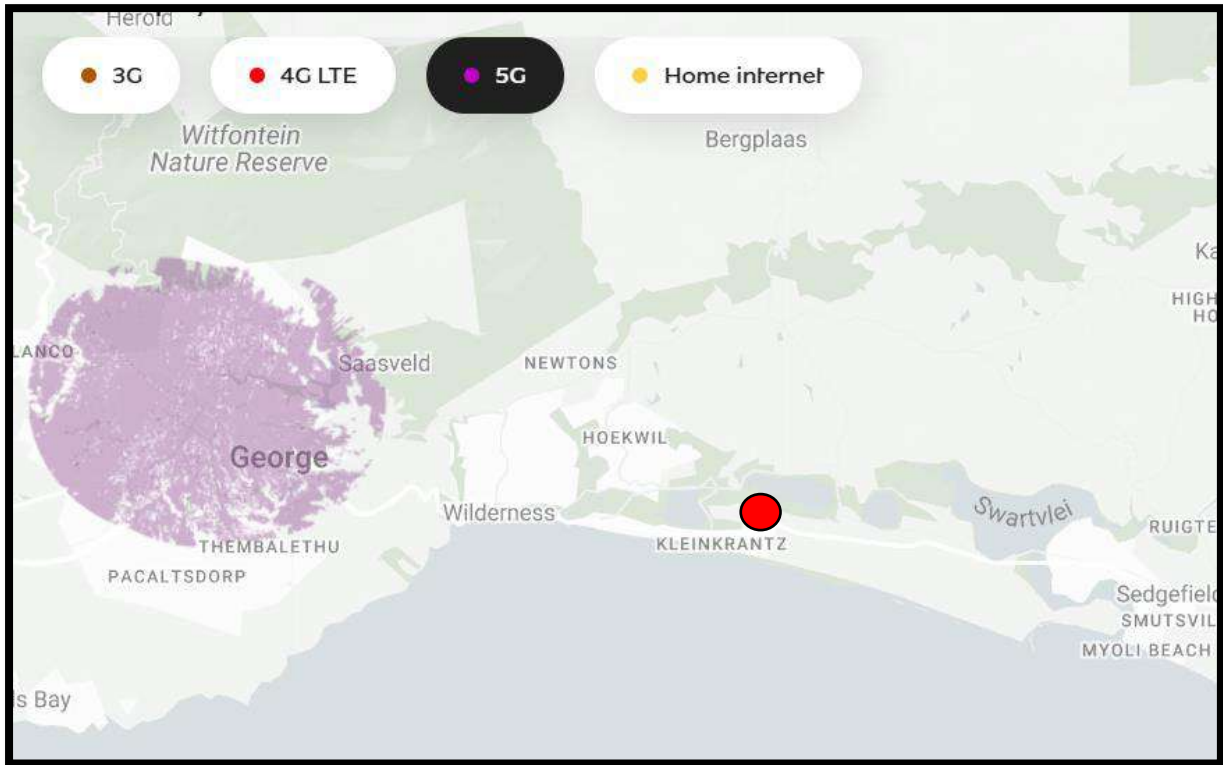 Herold
3G
4G LTE
5G
Home internet
Witfontein
Nature Reserve
Bergplaas
Ka
HIGH
HO
LANCO
Saasveld
NEWTONS
HOEKWIL
George
Wilderness
Swartvlei
RUIGTE
KLEINKRANTZ
THEMBALETHU
PACALTSDORP
Sedgefield
SMUTSVIL
MYOLI BEACH
ls Bay